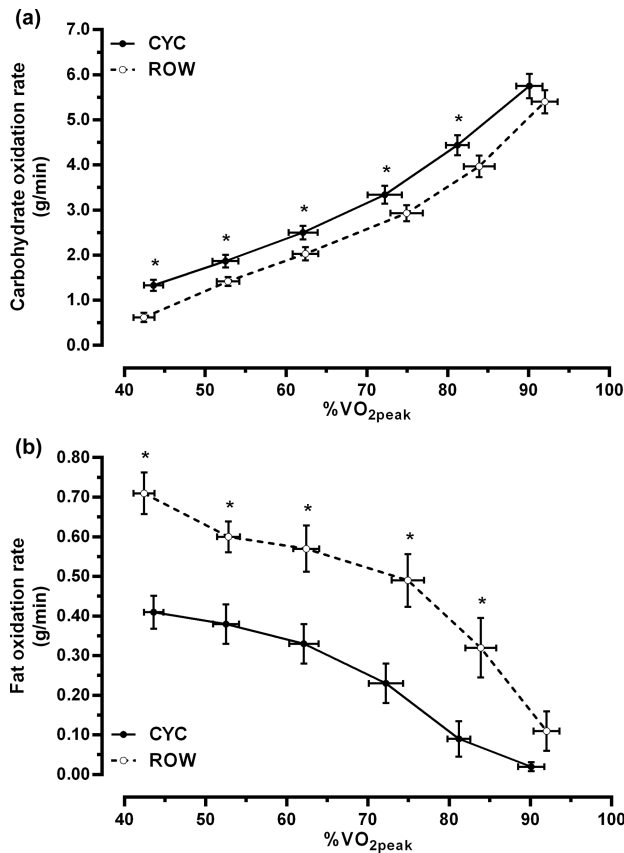 (a)
7.0
CYC
ROW
6.0
5.0
4.0
3.0
2.0
1.0
0.0
Carbohydrate oxidation rate
(g/min)
* * * * *
40 50 60 70 80 90 100
%VO2peak
(b)
0.80
0.70
0.60
0.50
0.40
0.30
0.20
0.10
0.00
Fat oxidation rate
(g/min)
* * * * *
CYC
ROW
40 50 60 70 80 90 100
%VO2peak